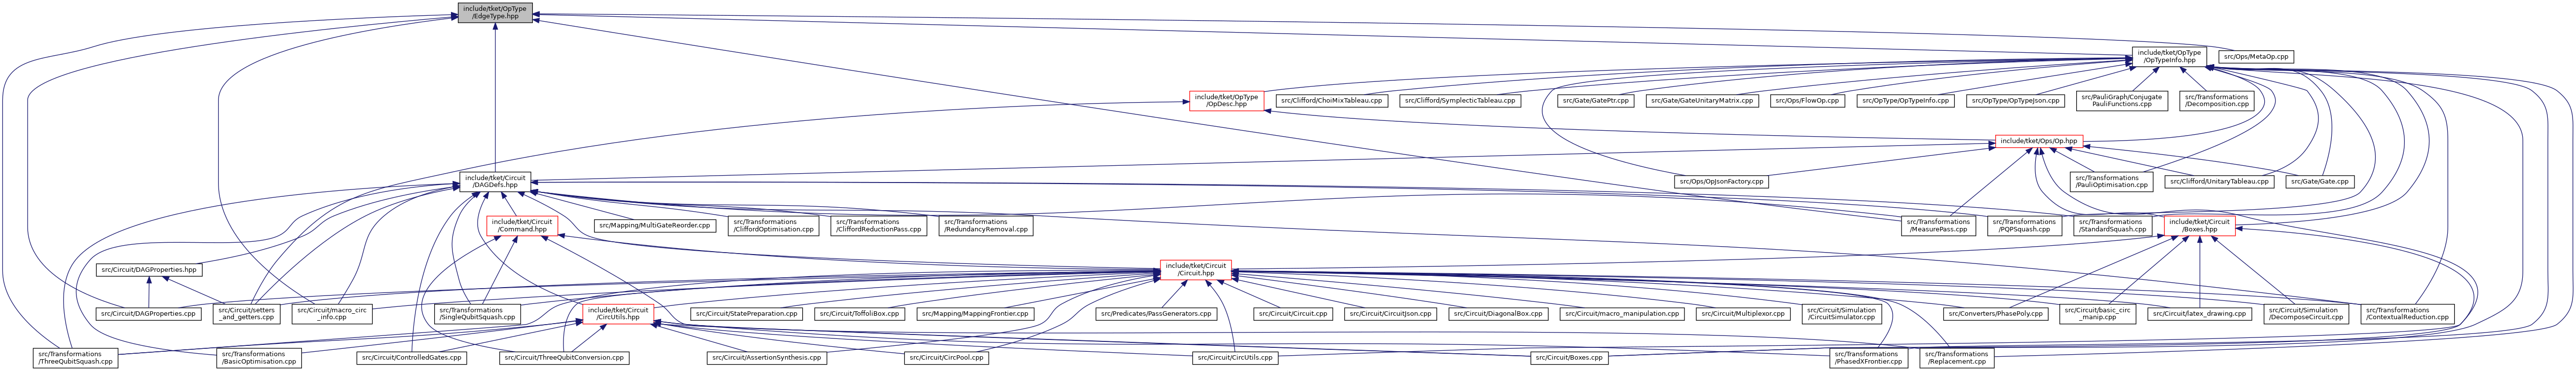 include/tket/OpType
/EdgeType.hpp
include/tket/OpType
/OpTypeInfo.hpp
src/Ops/MetaOp.cpp
include/tket/OpType
/OpDesc.hpp
src/Clifford/ChoiMixTableau.cpp
src/Clifford/SymplecticTableau.cpp
src/Gate/GatePtr.cpp
src/Gate/GateUnitaryMatrix.cpp
src/Ops/FlowOp.cpp
src/OpType/OpTypeInfo.cpp
src/OpType/OpTypeJson.cpp
src/PauliGraph/Conjugate
PauliFunctions.cpp
src/Transformations
/Decomposition.cpp
include/tket/Ops/Op.hpp
include/tket/Circuit
/DAGDefs.hpp
src/Ops/OpJsonFactory.cpp
src/Transformations
/PauliOptimisation.cpp
src/Clifford/UnitaryTableau.cpp
src/Gate/Gate.cpp
include/tket/Circuit
/Command.hpp
src/Mapping/MultiGateReorder.cpp
src/Transformations
/CliffordOptimisation.cpp
src/Transformations
/CliffordReductionPass.cpp
src/Transformations
/RedundancyRemoval.cpp
src/Transformations
/MeasurePass.cpp
src/Transformations
/PQPSquash.cpp
src/Transformations
/StandardSquash.cpp
include/tket/Circuit
/Boxes.hpp
src/Circuit/DAGProperties.hpp
include/tket/Circuit
/Circuit.hpp
src/Circuit/DAGProperties.cpp
src/Circuit/setters
_and_getters.cpp
src/Circuit/macro_circ
_info.cpp
src/Transformations
/SingleQubitSquash.cpp
include/tket/Circuit
/CircUtils.hpp
src/Circuit/StatePreparation.cpp
src/Circuit/ToffoliBox.cpp
src/Mapping/MappingFrontier.cpp
src/Predicates/PassGenerators.cpp
src/Circuit/Circuit.cpp
src/Circuit/CircuitJson.cpp
src/Circuit/DiagonalBox.cpp
src/Circuit/macro_manipulation.cpp
src/Circuit/Multiplexor.cpp
src/Circuit/Simulation
/CircuitSimulator.cpp
src/Converters/PhasePoly.cpp
src/Circuit/basic_circ
_manip.cpp
src/Circuit/latex_drawing.cpp
src/Circuit/Simulation
/DecomposeCircuit.cpp
src/Transformations
/ContextualReduction.cpp
src/Transformations
/ThreeQubitSquash.cpp
src/Transformations
/BasicOptimisation.cpp
src/Circuit/ControlledGates.cpp
src/Circuit/ThreeQubitConversion.cpp
src/Circuit/AssertionSynthesis.cpp
src/Circuit/CircPool.cpp
src/Circuit/CircUtils.cpp
src/Circuit/Boxes.cpp
src/Transformations
/PhasedXFrontier.cpp
src/Transformations
/Replacement.cpp